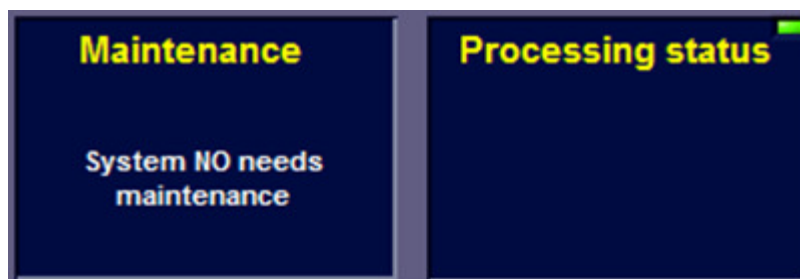 Maintenance
System NO needs
maintenance
Processing status